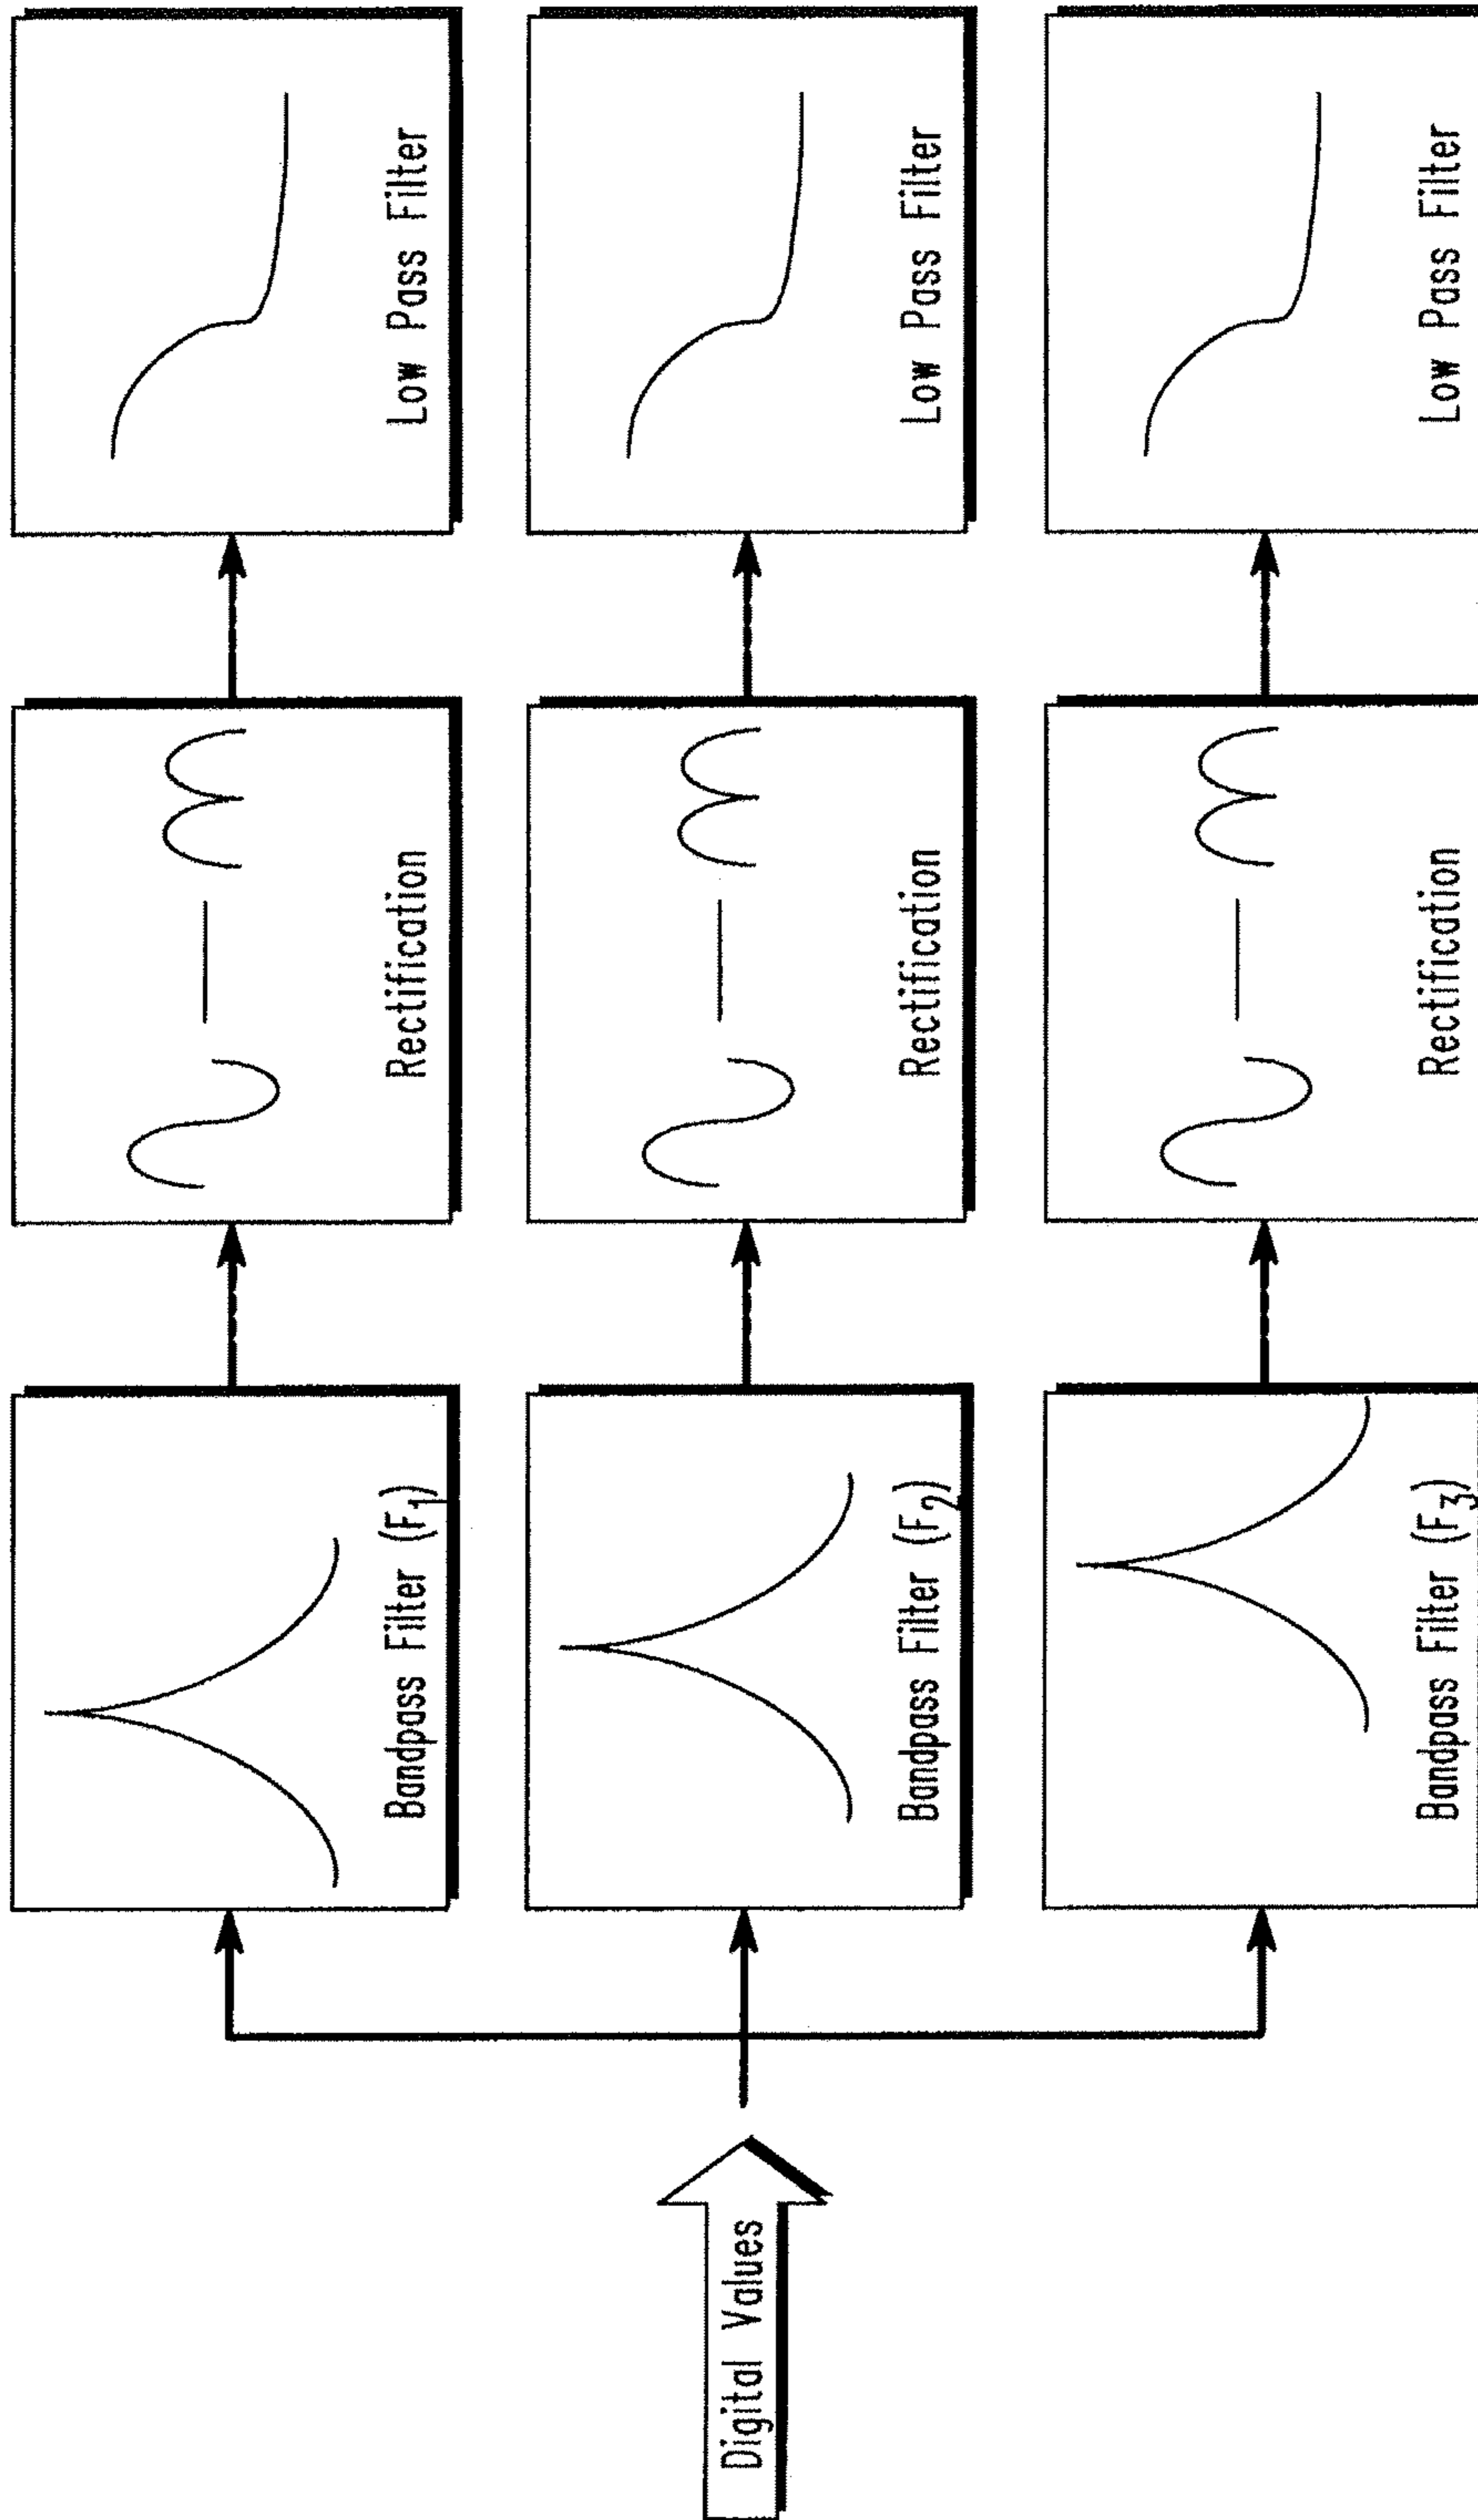 Digital Values
Bandpass Filter (F₁)
Rectification
Low Pass Filter
Bandpass Filter (F₂)
Rectification
Low Pass Filter
Bandpass Filter (F₃)
Rectification
Low Pass Filter